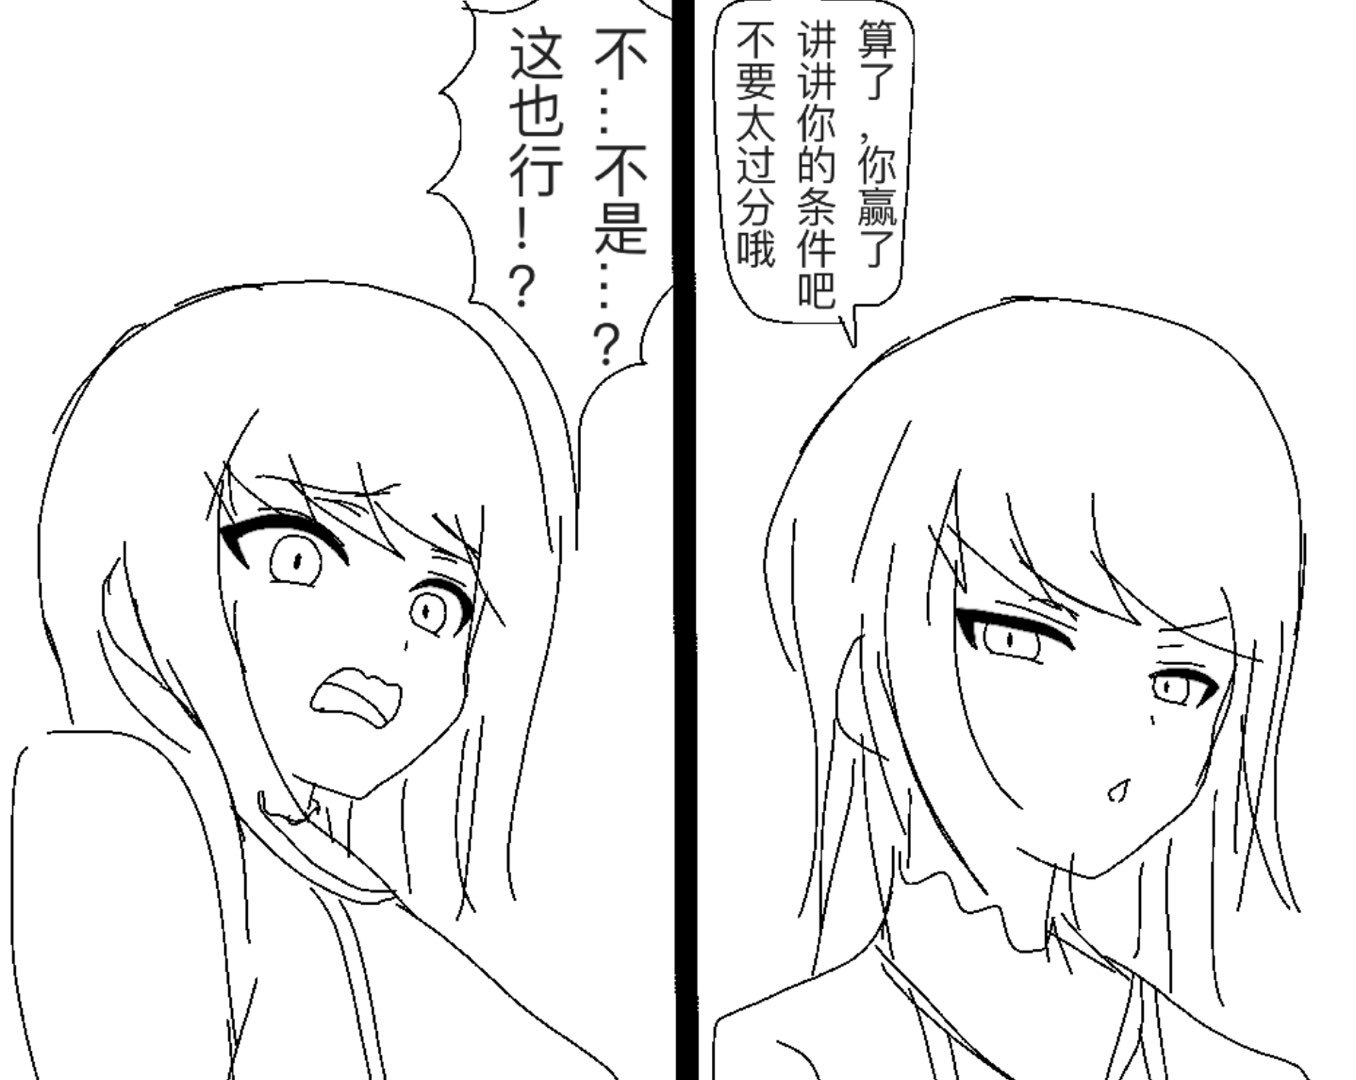 不…不是…？
这也行！？
算了，你赢了
讲讲你的条件吧
不要太过分哦